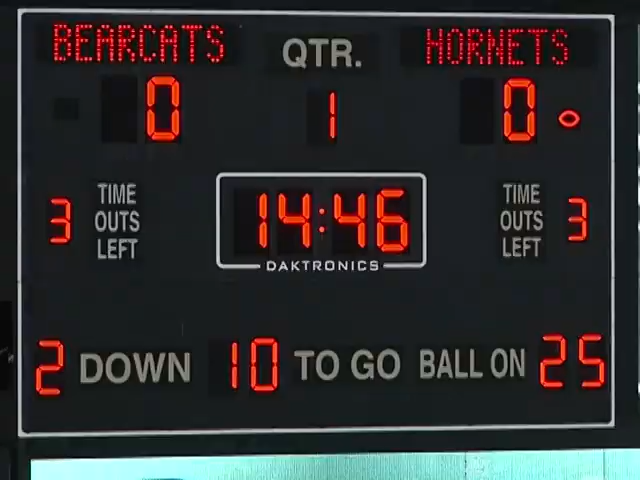 BEARCATS QTR. HORNETS
0 1 0
3 TIME OUTS LEFT 14:46 TIME OUTS LEFT 3
DAKTRONICS
2 DOWN 10 TO GO BALL ON 25